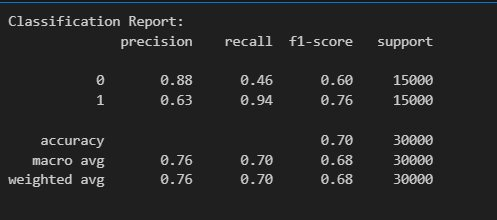 Classification Report:
precision recall f1-score support
0 0.88 0.46 0.60 15000
1 0.63 0.94 0.76 15000
accuracy 0.70 30000
macro avg 0.76 0.70 0.68 30000
weighted avg 0.76 0.70 0.68 30000